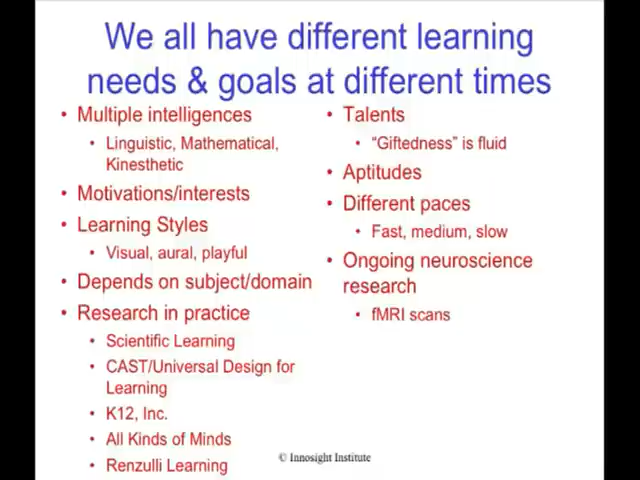 We all have different learning
needs & goals at different times
• Multiple intelligences
• Linguistic, Mathematical,
Kinesthetic
• Motivations/interests
• Learning Styles
• Visual, aural, playful
• Depends on subject/domain
• Research in practice
• Scientific Learning
• CAST/Universal Design for
Learning
• K12, Inc.
• All Kinds of Minds
• Renzulli Learning
• Talents
• “Giftedness” is fluid
• Aptitudes
• Different paces
• Fast, medium, slow
• Ongoing neuroscience
research
• fMRI scans
© Innosight Institute